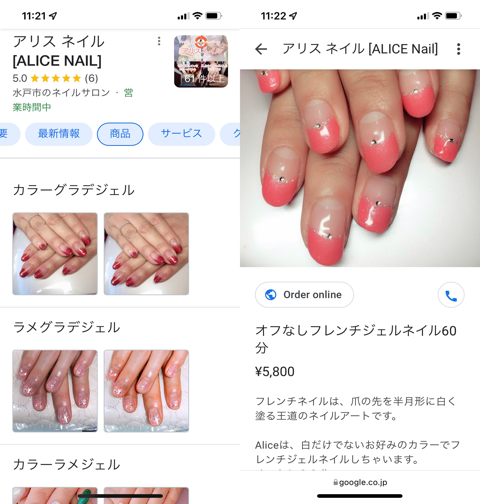 11:21
アリス ネイル
[ALICE NAIL]
5.0 ★★★★★ (6)
水戸市のネイルサロン・営
業時間中
61 件以上
要 最新情報 商品 サービス ク
カラーグラデジェル
ラメグラデジェル
カラーラメジェル
11:22
アリス ネイル [ALICE Nail]
Order online
オフなしフレンチジェルネイル60
分
¥5,800
フレンチネイルは、爪の先を半月形に白く
塗る王道のネイルアートです。
Aliceは、白だけでないお好みのカラーでフ
レンチジェルネイルしちゃいます。
google.co.jp